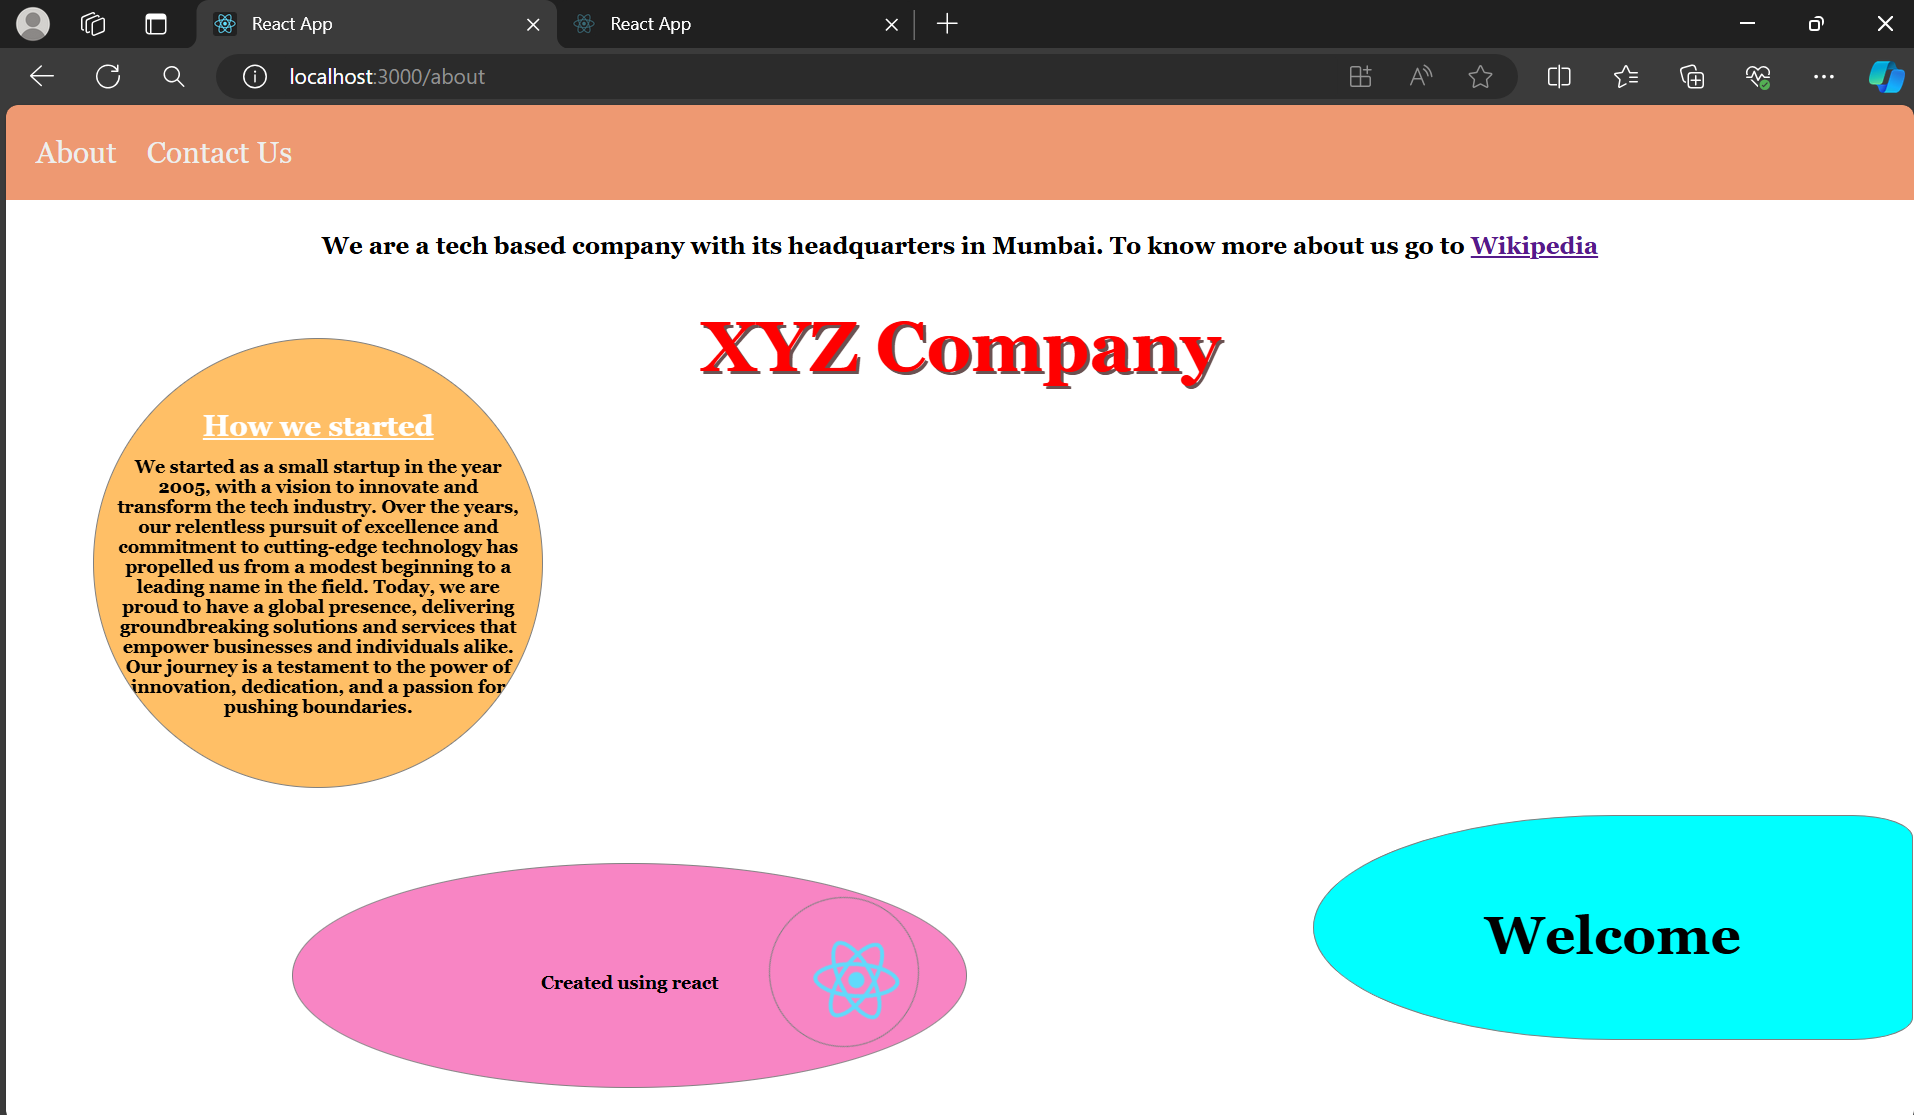 React App
React App
localhost:3000/about
About Contact Us
We are a tech based company with its headquarters in Mumbai. To know more about us go to Wikipedia
XYZ Company
How we started
We started as a small startup in the year
2005, with a vision to innovate and
transform the tech industry. Over the years,
our relentless pursuit of excellence and
commitment to cutting-edge technology has
propelled us from a modest beginning to a
leading name in the field. Today, we are
proud to have a global presence, delivering
groundbreaking solutions and services that
empower businesses and individuals alike.
Our journey is a testament to the power of
innovation, dedication, and a passion for
pushing boundaries.
Welcome
Created using react